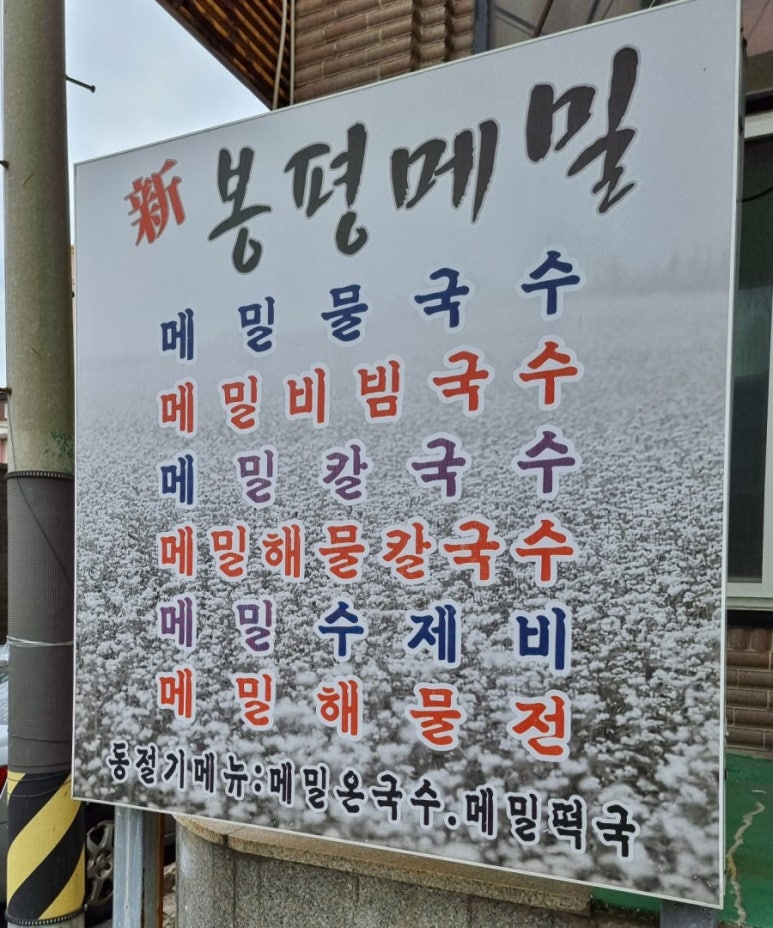 新 봉평메밀
메밀물국수
메밀비빔국수
메밀칼국수
메밀해물칼국수
메밀수제비
메밀해물전
동절기메뉴:메밀온국수.메밀떡국